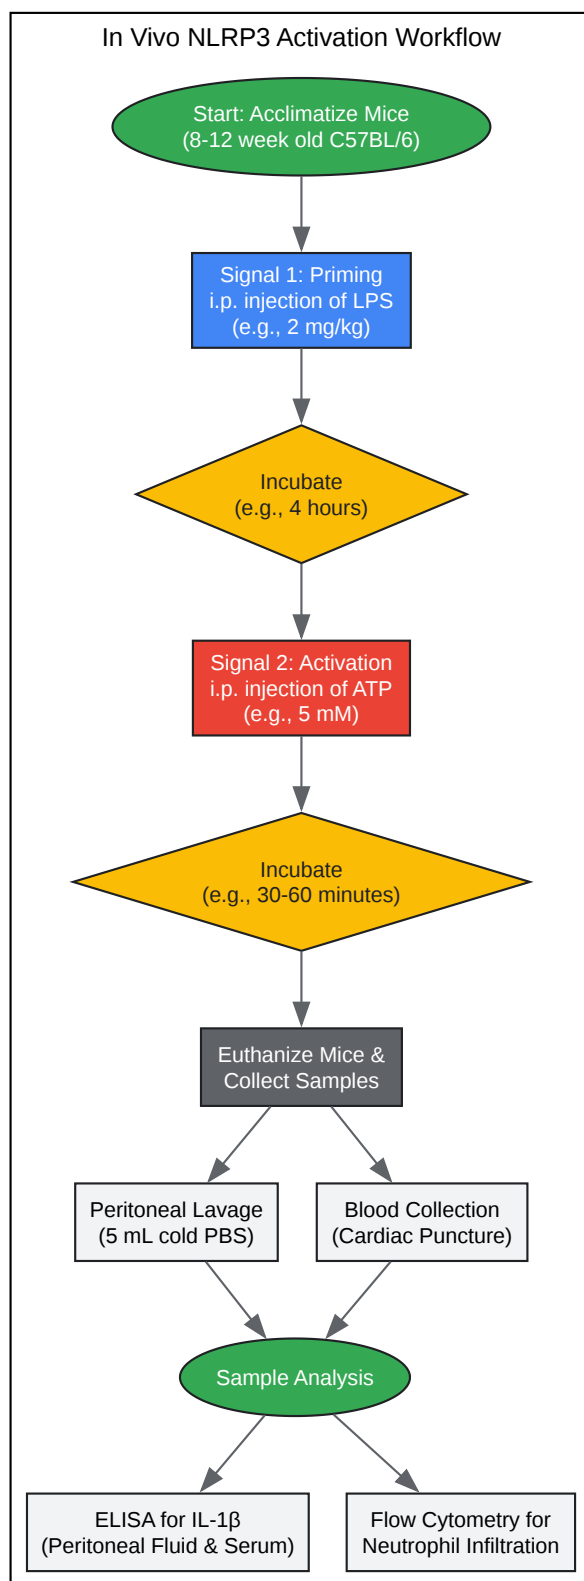 In Vivo NLRP3 Activation Workflow
Start: Acclimatize Mice
(8-12 week old C57BL/6)
Signal 1: Priming
i.p. injection of LPS
(e.g., 2 mg/kg)
Incubate
(e.g., 4 hours)
Signal 2: Activation
i.p. injection of ATP
(e.g., 5 mM)
Incubate
(e.g., 30-60 minutes)
Euthanize Mice &
Collect Samples
Peritoneal Lavage
(5 mL cold PBS)
Blood Collection
(Cardiac Puncture)
Sample Analysis
ELISA for IL-1β
(Peritoneal Fluid & Serum)
Flow Cytometry for
Neutrophil Infiltration